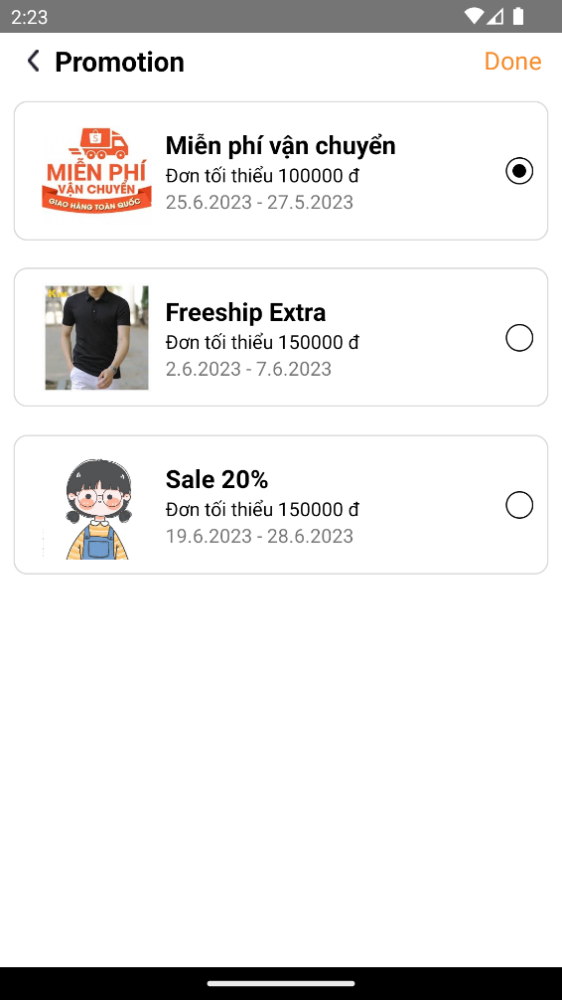 2:23
Promotion
Done
MIỄN PHÍ
VẬN CHUYỂN
GIAO HÀNG TOÀN QUỐC
Miễn phí vận chuyển
Đơn tối thiểu 100000 đ
25.6.2023 - 27.5.2023
Freeship Extra
Đơn tối thiểu 150000 đ
2.6.2023 - 7.6.2023
Sale 20%
Đơn tối thiểu 150000 đ
19.6.2023 - 28.6.2023